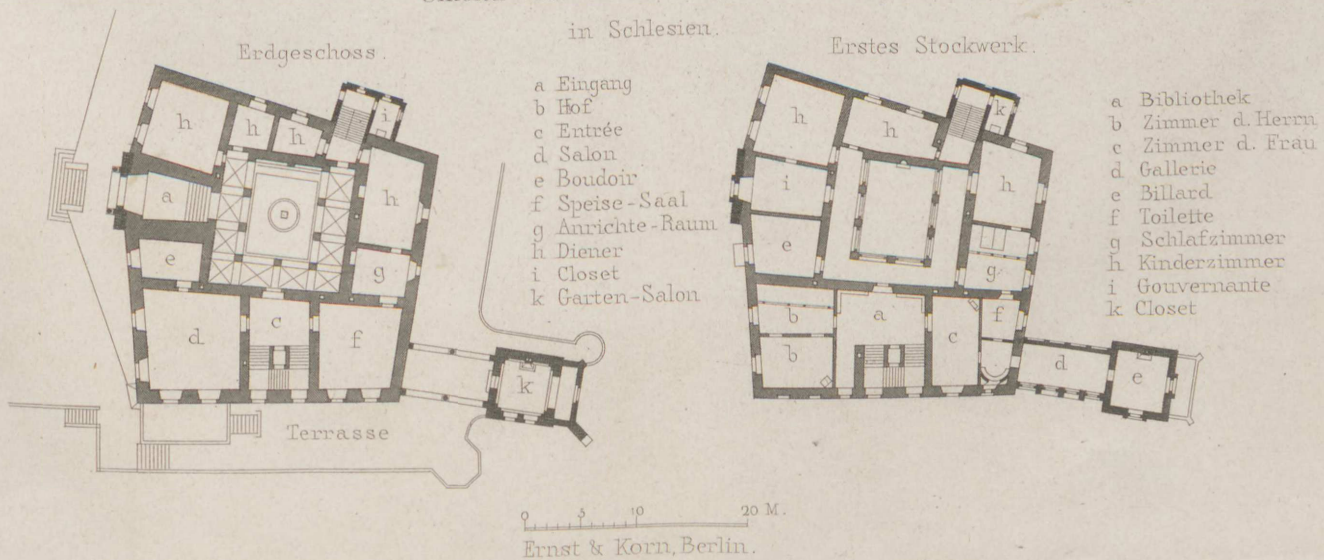 in Schlesien.
Erdgeschoss.
a Eingang
b Hof
c Entrée
d Salon
e Boudoir
f Speise-Saal
g Anrichte-Raum
h Diener
i Closet
k Garten-Salon
h
h
h
i
a
h
e
g
d
c
f
k
Terrasse
Erstes Stockwerk.
a Bibliothek
b Zimmer d. Herrn
c Zimmer d. Frau
d Gallerie
e Billard
f Toilette
g Schlafzimmer
h Kinderzimmer
i Gouvernante
k Closet
h
h
k
i
h
e
g
b
a
c
f
b
d
e
0 5 10 20 M.
Ernst & Korn, Berlin.